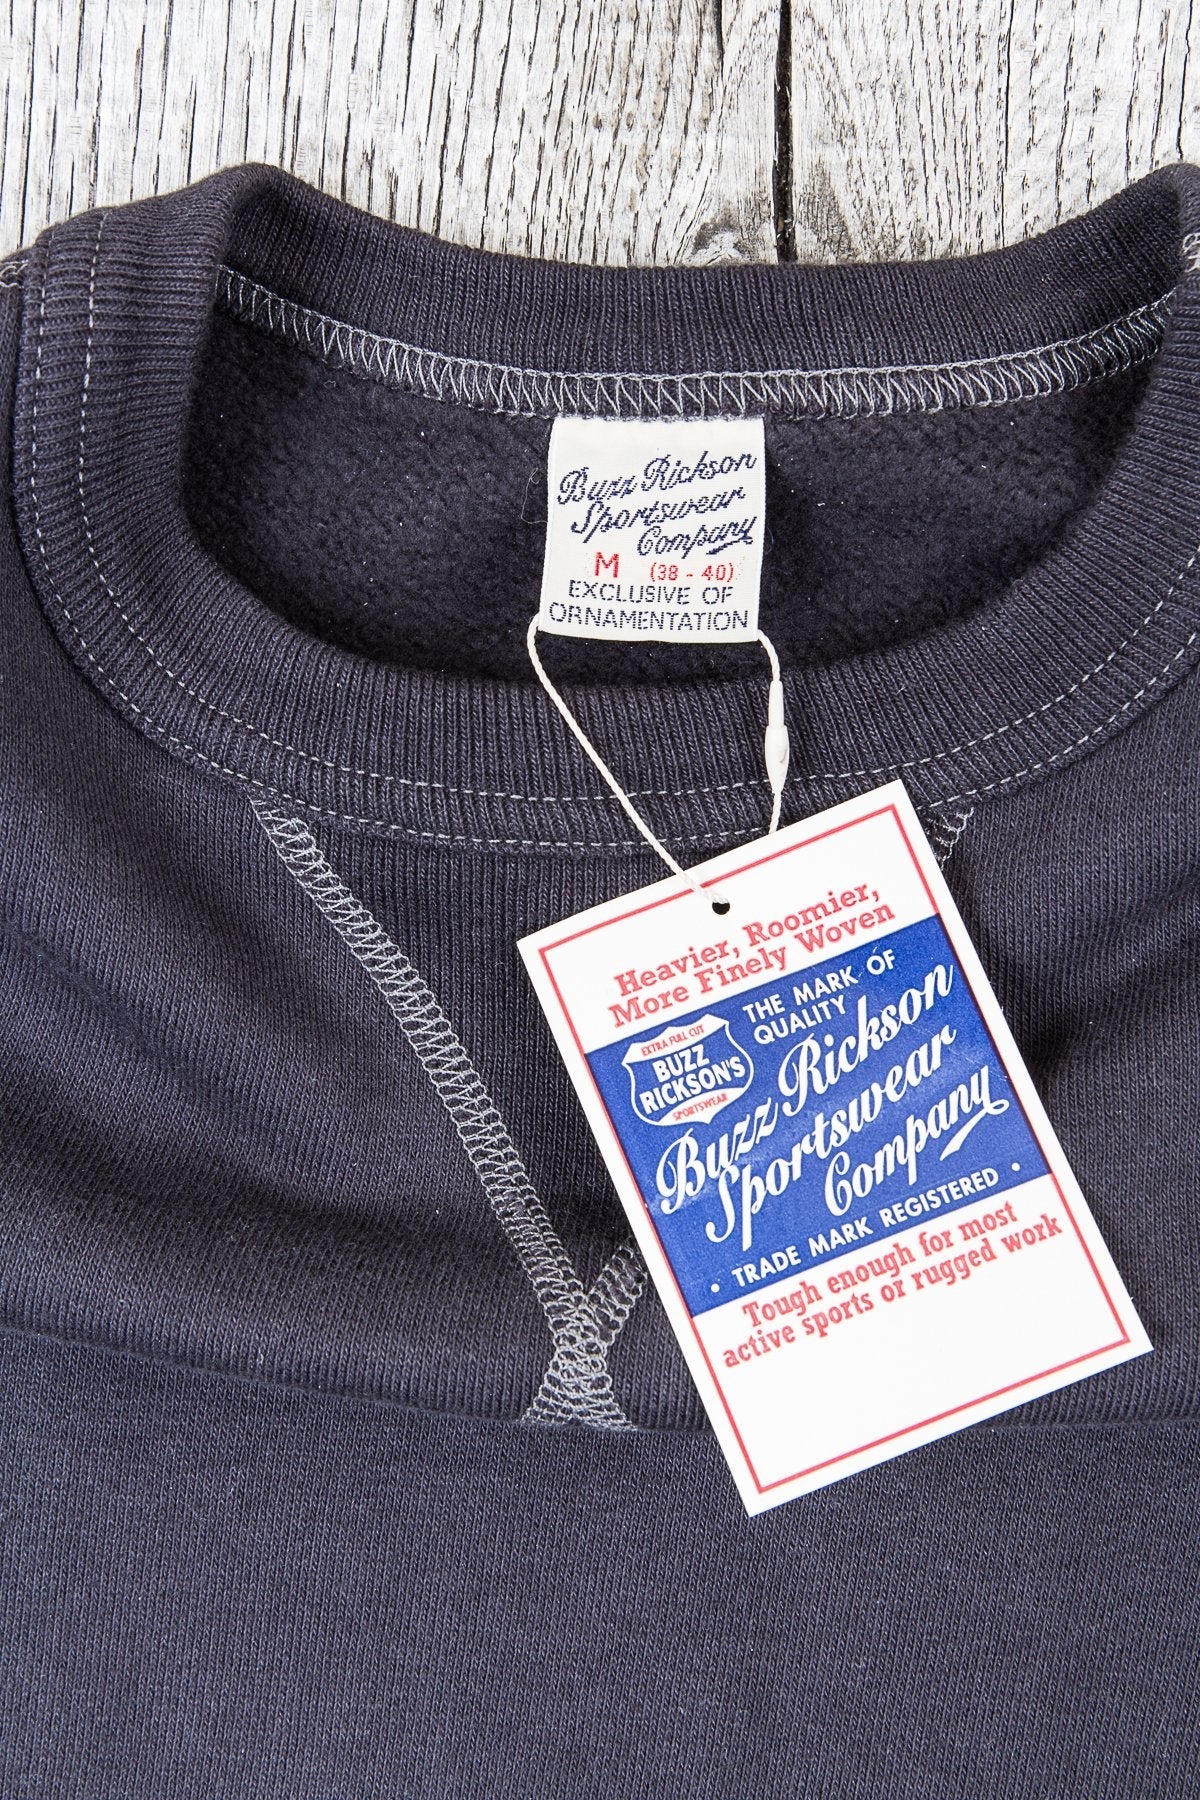 Buzz Rickson
Sportswear
Company
M (38 - 40)
EXCLUSIVE OF
ORNAMENTATION
Heavier, Roomier,
More Finely Woven
EXTRA FULL CUT
BUZZ
RICKSON'S
SPORTSWEAR
THE MARK OF
QUALITY
Buzz Rickson
Sportswear
Company
• TRADE MARK REGISTERED •
Tough enough for most
active sports or rugged work